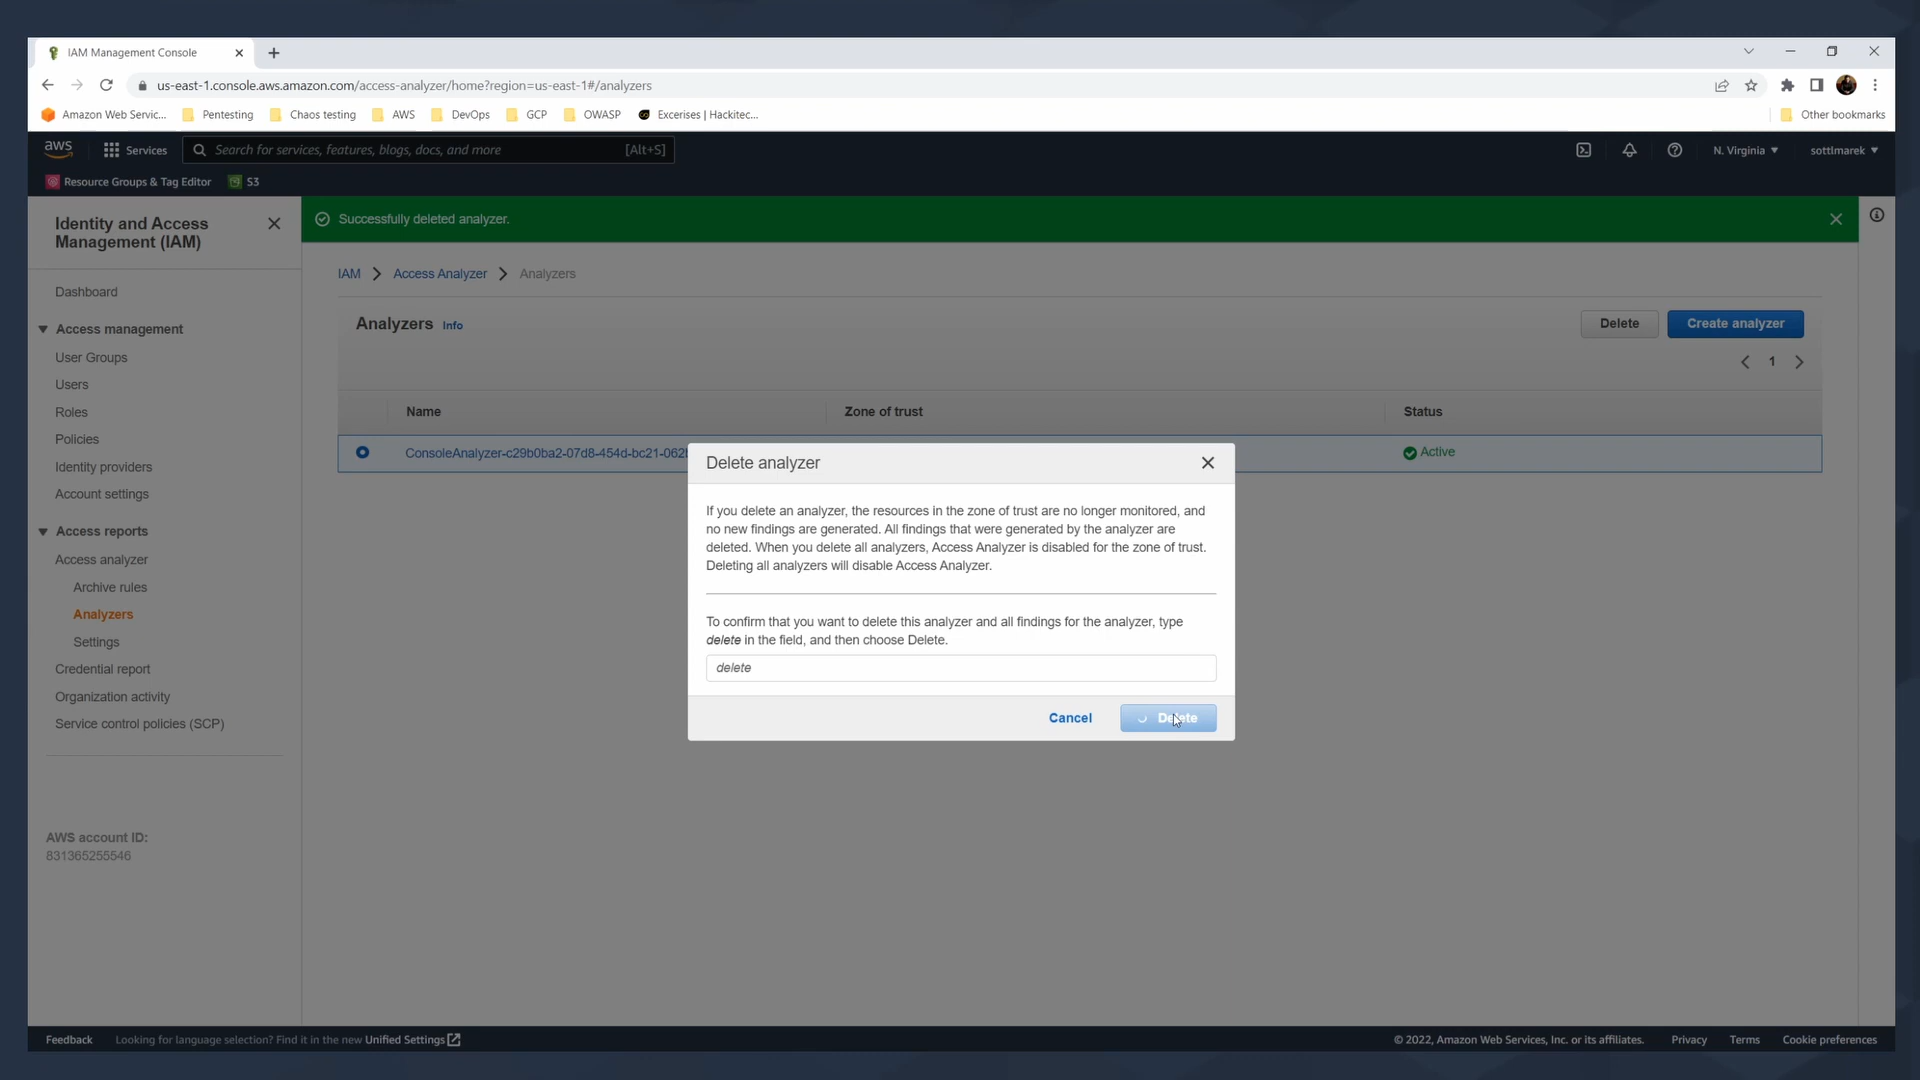 IAM Management Console
us-east-1.console.aws.amazon.com/access-analyzer/home?region=us-east-1#/analyzers
Amazon Web Servic...
Pentesting
Chaos testing
AWS
DevOps
GCP
OWASP
Excerises | Hackitec...
Other bookmarks
aws
Services
Search for services, features, blogs, docs, and more
[Alt+S]
N. Virginia
sottlmarek
Resource Groups & Tag Editor
S3
Identity and Access
Management (IAM)
Dashboard
Access management
User Groups
Users
Roles
Policies
Identity providers
Account settings
Access reports
Access analyzer
Archive rules
Analyzers
Settings
Credential report
Organization activity
Service control policies (SCP)
AWS account ID:
831365255546
Successfully deleted analyzer.
IAM
Access Analyzer
Analyzers
Analyzers
Info
Delete
Create analyzer
1
Name
Zone of trust
Status
ConsoleAnalyzer-c29b0ba2-07d8-454d-bc21-062
Active
Delete analyzer
If you delete an analyzer, the resources in the zone of trust are no longer monitored, and
no new findings are generated. All findings that were generated by the analyzer are
deleted. When you delete all analyzers, Access Analyzer is disabled for the zone of trust.
Deleting all analyzers will disable Access Analyzer.
To confirm that you want to delete this analyzer and all findings for the analyzer, type
delete in the field, and then choose Delete.
delete
Cancel
Delete
Feedback
Looking for language selection? Find it in the new Unified Settings
© 2022, Amazon Web Services, Inc. or its affiliates.
Privacy
Terms
Cookie preferences